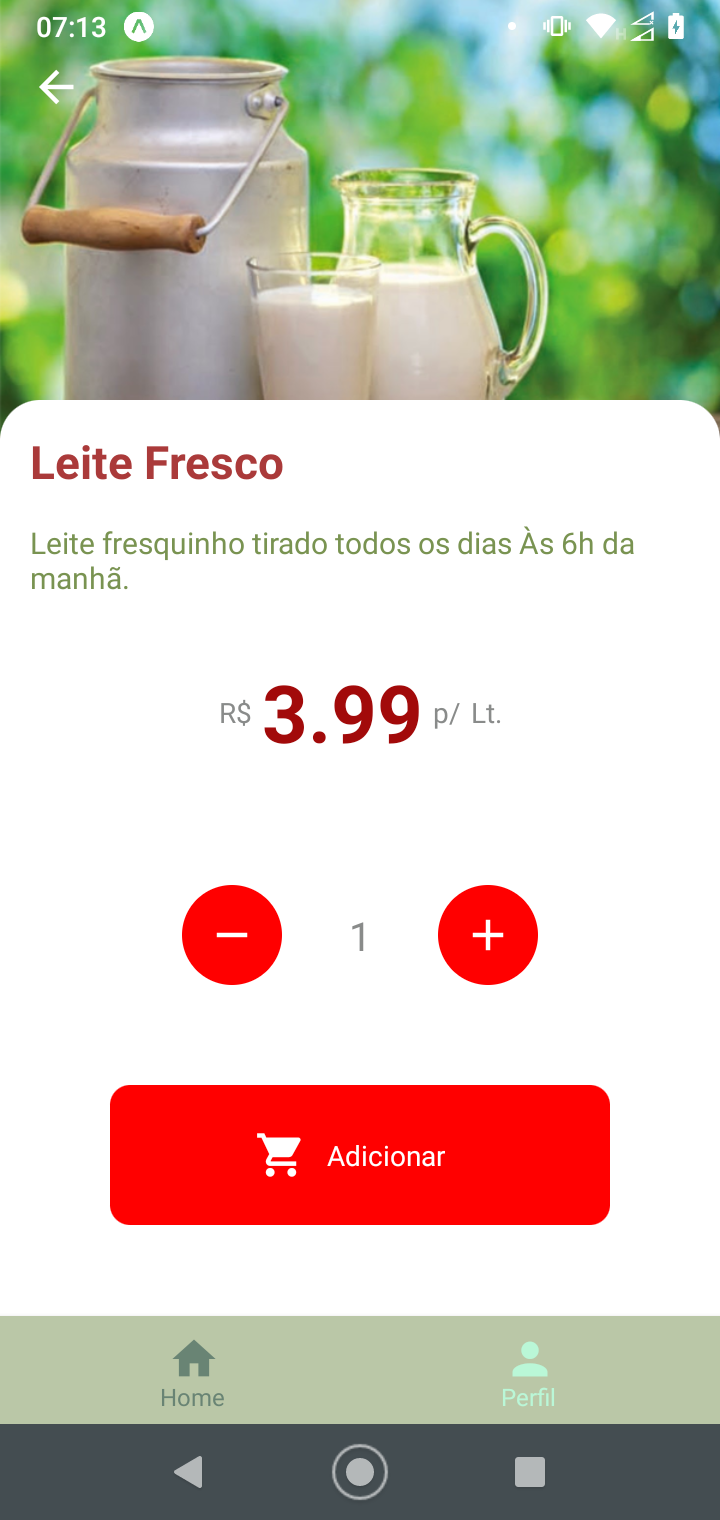 07:13
Leite Fresco
Leite fresquinho tirado todos os dias Às 6h da
manhã.
R$ 3.99 p/ Lt.
1
Adicionar
Home Perfil